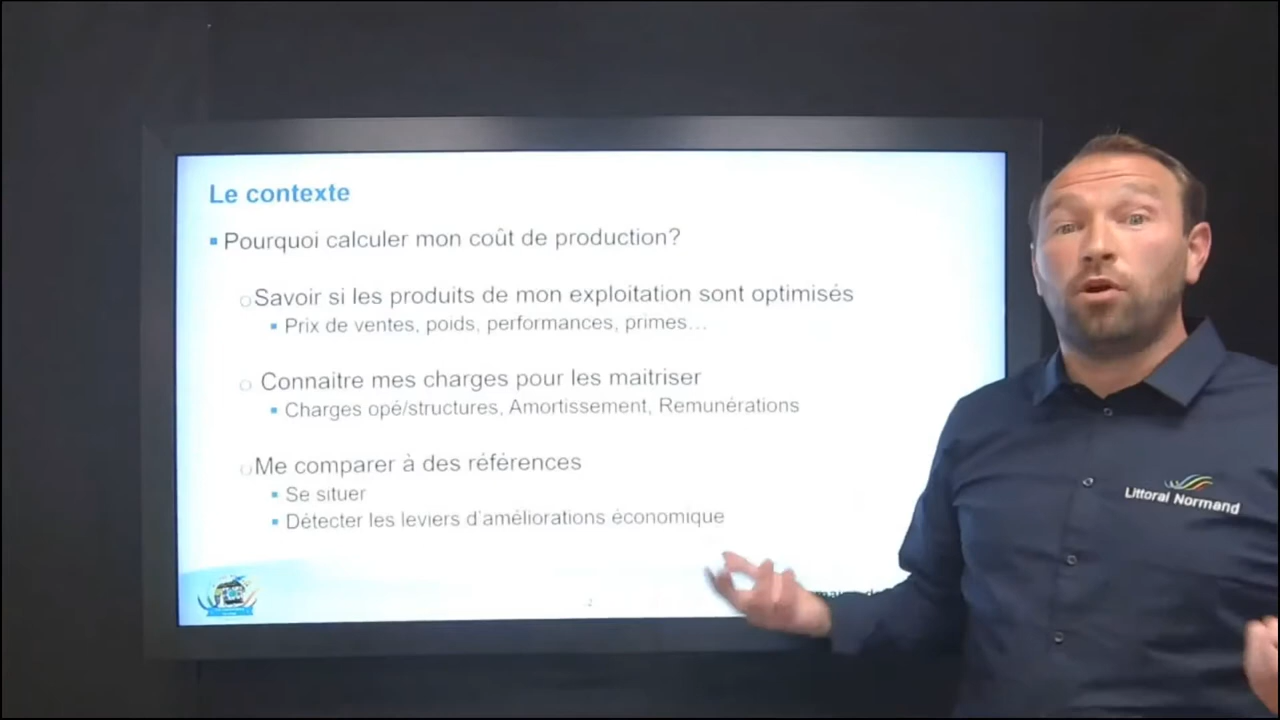 Le contexte
Pourquoi calculer mon coût de production?
Savoir si les produits de mon exploitation sont optimisés
Prix de ventes, poids, performances, primes...
Connaitre mes charges pour les maitriser
Charges opé/structures, Amortissement, Remunérations
Me comparer à des références
Se situer
Détecter les leviers d'améliorations économique
Littoral Normand